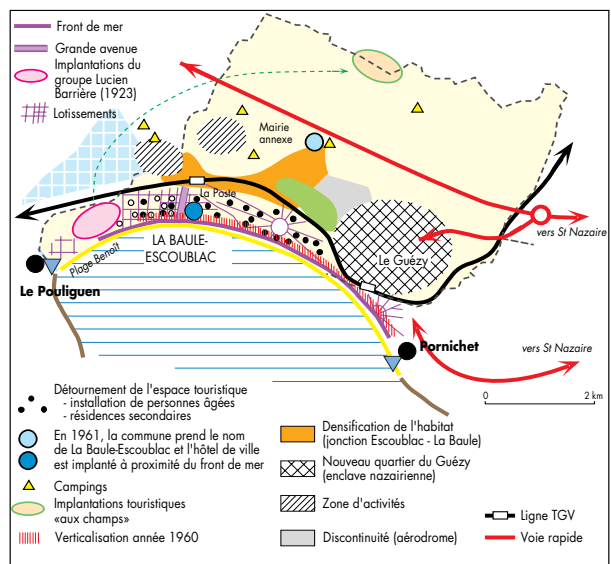 Front de mer
Grande avenue
Implantations du
groupe Lucien
Barrière (1923)
Lotissements
Mairie
annexe
La Poste
vers St Nazaire
Le Guézy
LA BAULE-
ESCOUBLAC
Plage Benoît
Le Pouliguen
Pornichet
vers St Nazaire
0 2 km
Détournement de l'espace touristique
- installation de personnes âgées
- résidences secondaires
En 1961, la commune prend le nom
de La Baule-Escoublac et l'hôtel de ville
est implanté à proximité du front de mer
Campings
Implantations touristiques
«aux champs»
Verticalisation année 1960
Densification de l'habitat
(jonction Escoublac - La Baule)
Nouveau quartier du Guézy
(enclave nazairienne)
Zone d'activités
Discontinuité (aérodrome)
Ligne TGV
Voie rapide